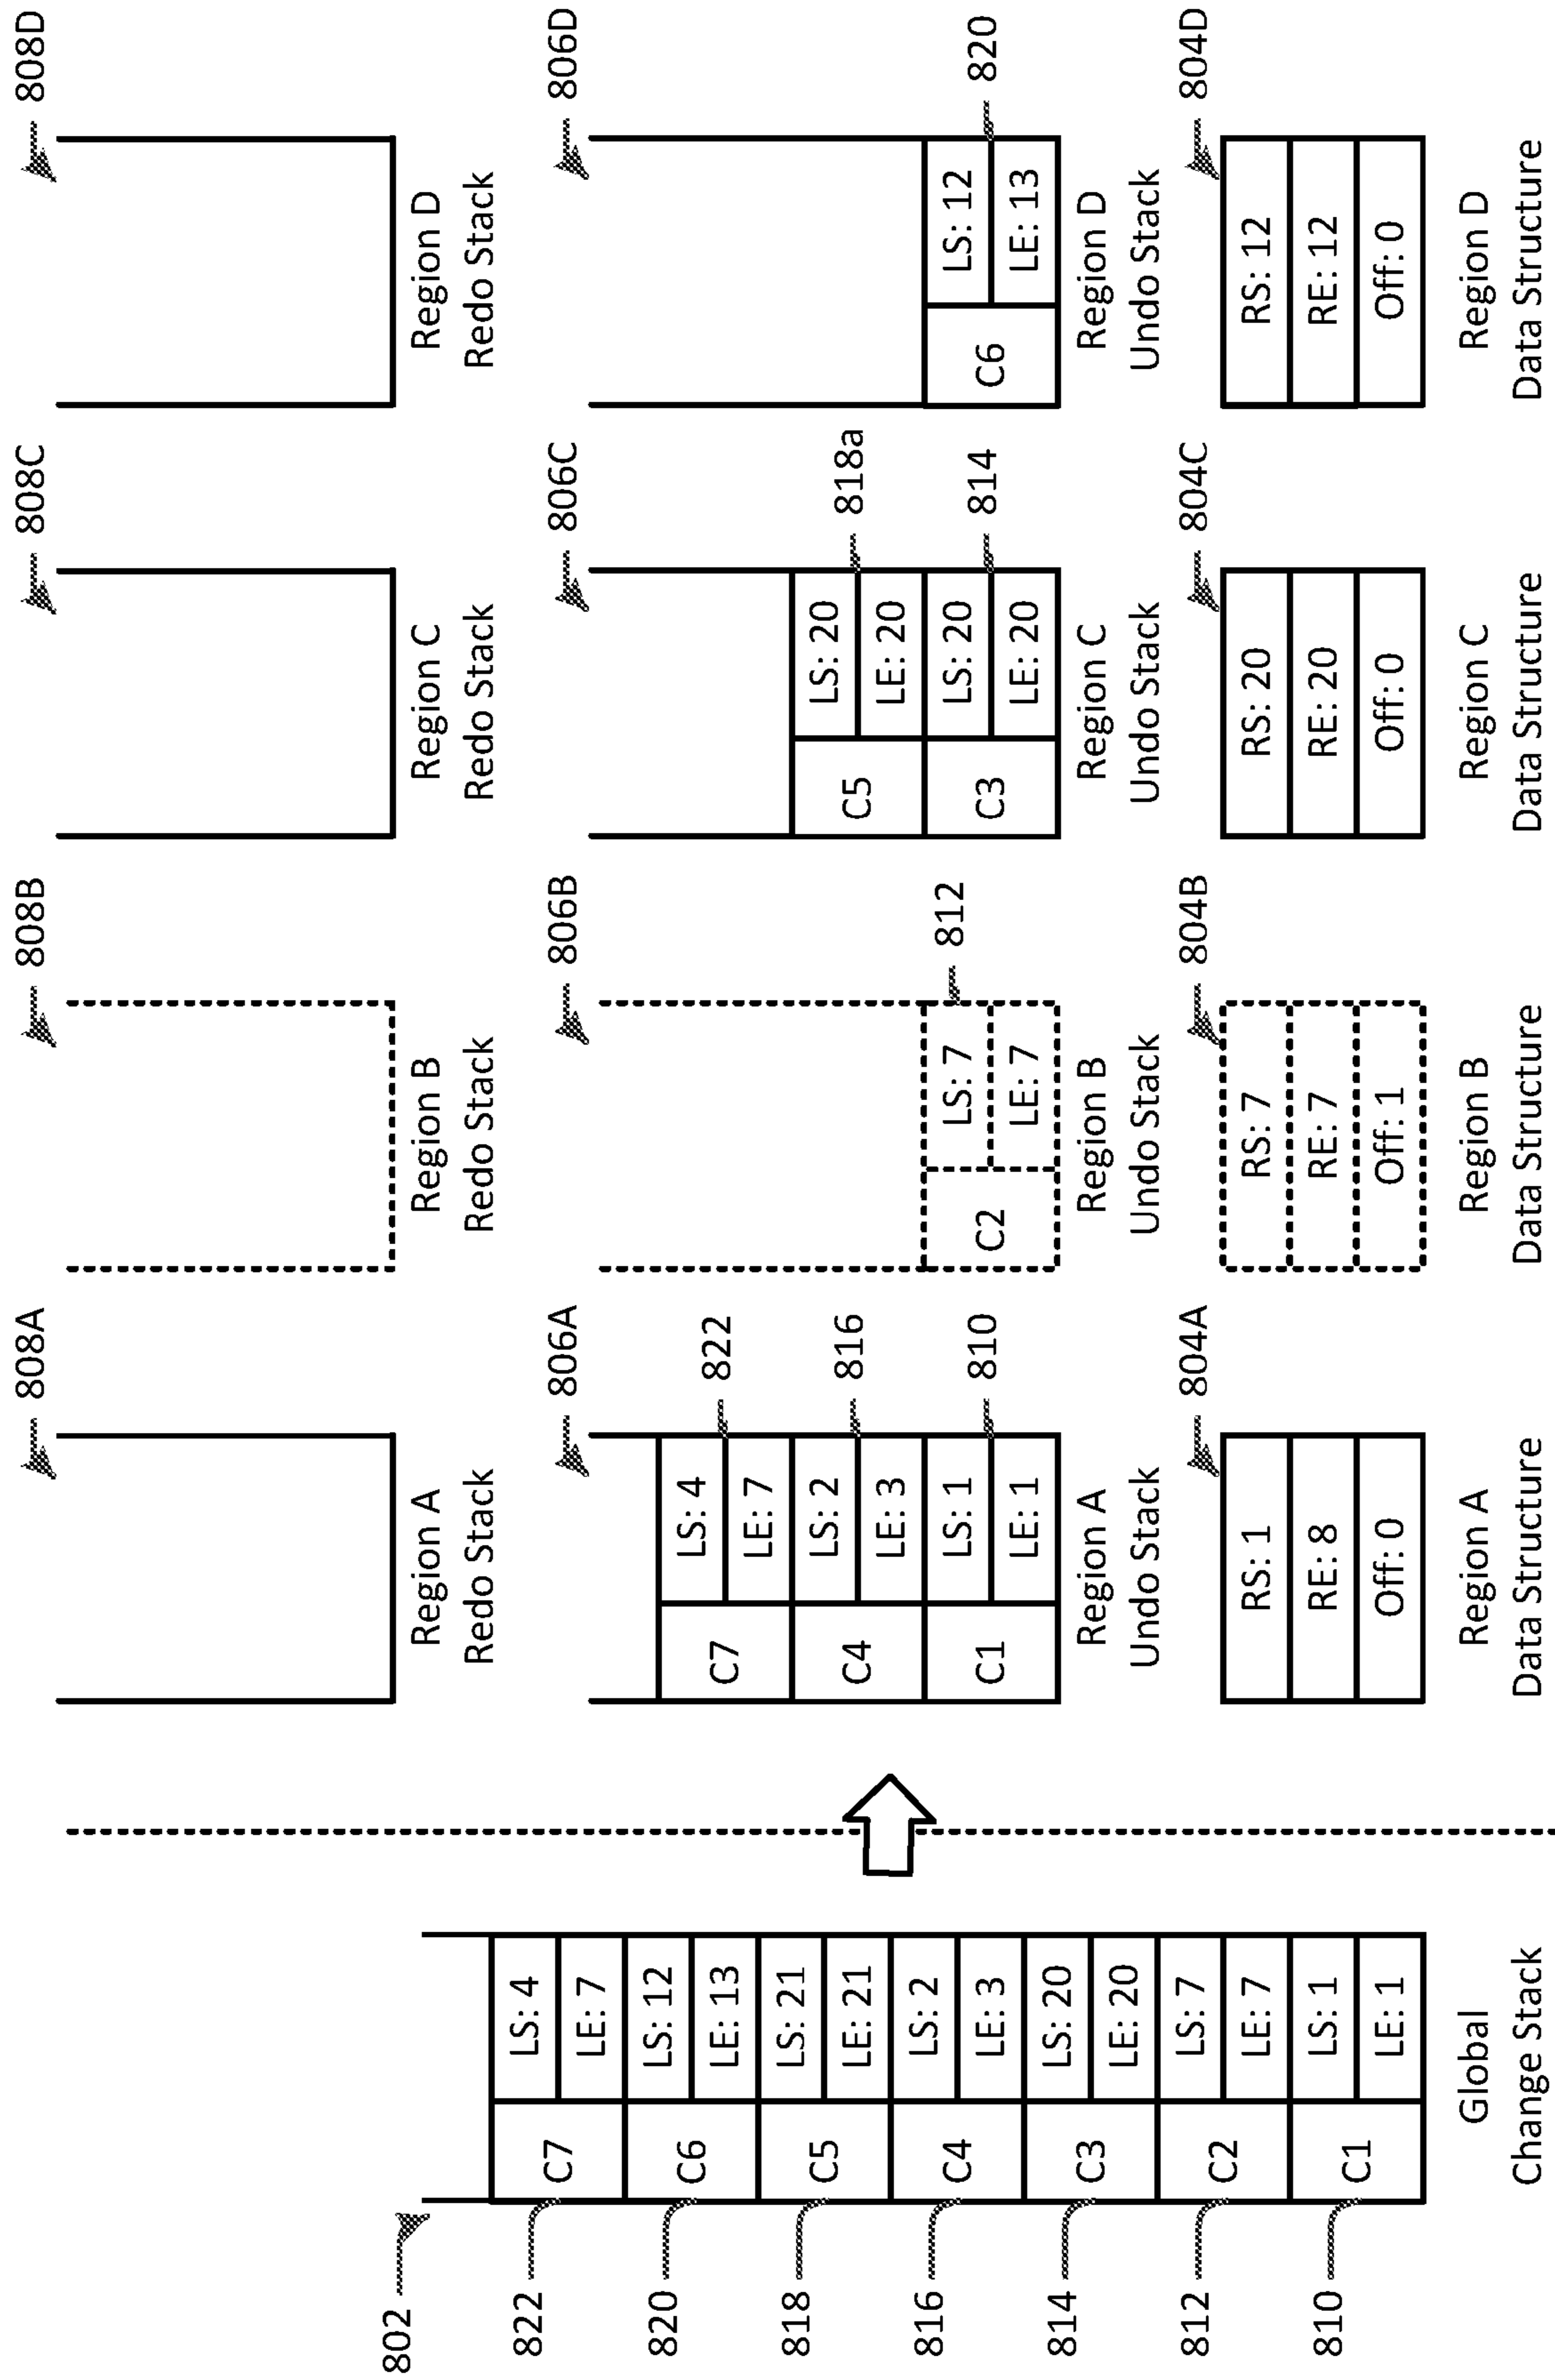 808A
808B
808C
808D
Region A
Redo Stack
Region B
Redo Stack
Region C
Redo Stack
Region D
Redo Stack
802
822
820
818
816
814
812
810
C7
LS: 4
LE: 7
C6
LS: 12
LE: 13
C5
LS: 21
LE: 21
C4
LS: 2
LE: 3
C3
LS: 20
LE: 20
C2
LS: 7
LE: 7
C1
LS: 1
LE: 1
Global
Change Stack
806A
C7
LS: 4
LE: 7
822
C4
LS: 2
LE: 3
816
C1
LS: 1
LE: 1
810
Region A
Undo Stack
806B
C2
LS: 7
LE: 7
812
Region B
Undo Stack
806C
C5
LS: 20
LE: 20
818a
C3
LS: 20
LE: 20
814
Region C
Undo Stack
806D
C6
LS: 12
LE: 13
820
Region D
Undo Stack
804A
RS: 1
RE: 8
Off: 0
Region A
Data Structure
804B
RS: 7
RE: 7
Off: 1
Region B
Data Structure
804C
RS: 20
RE: 20
Off: 0
Region C
Data Structure
804D
RS: 12
RE: 12
Off: 0
Region D
Data Structure